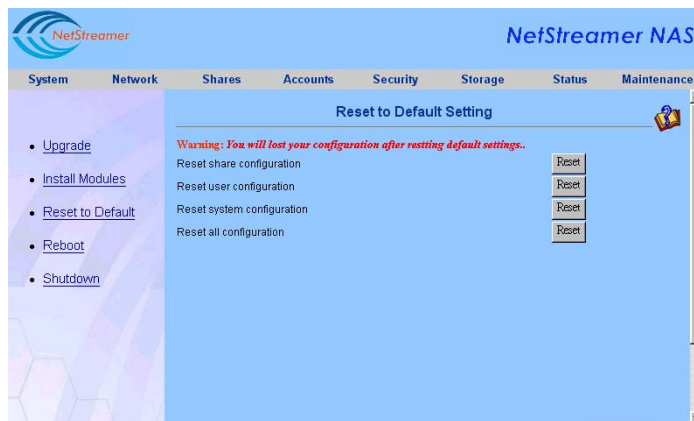 NetStreamer
NetStreamer NAS
System Network Shares Accounts Security Storage Status Maintenance
Reset to Default Setting
Upgrade
Install Modules
Reset to Default
Reboot
Shutdown
Warning: You will lost your configuration after restting default settings..
Reset share configuration Reset
Reset user configuration Reset
Reset system configuration Reset
Reset all configuration Reset